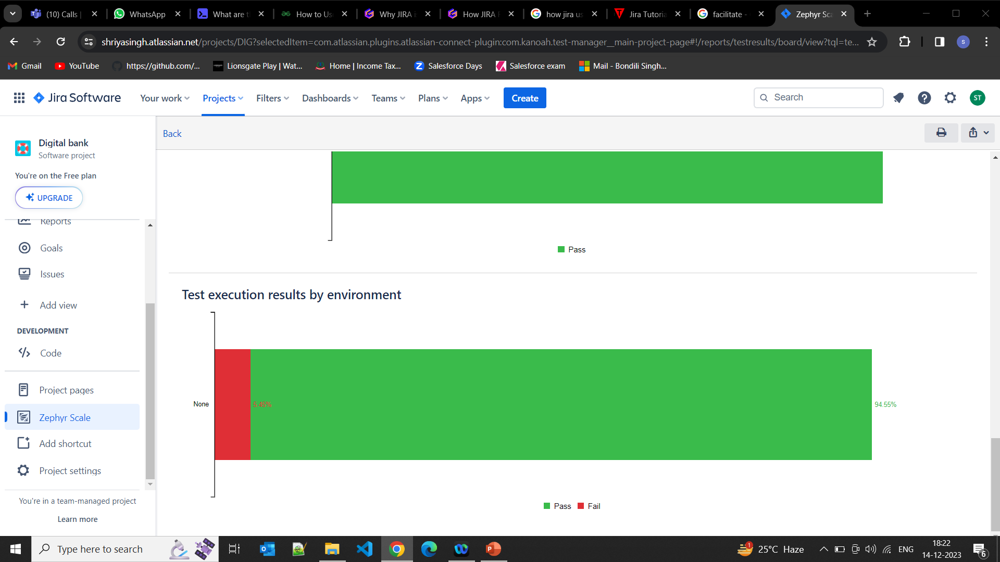 (10) Calls |
WhatsApp
What are t
How to Us
Why JIRA i
How JIRA
how jira us
Jira Tutoria
facilitate -
Zephyr Sca
shriyasingh.atlassian.net/projects/DIG?selectedItem=com.atlassian.plugins.atlassian-connect-plugin:com.kanoah.test-manager__main-project-page#!/reports/testresults/board/view?tql=te...
S
Gmail
YouTube
https://github.com/...
Lionsgate Play | Wat...
Home | Income Tax...
Salesforce Days
Salesforce exam
Mail - Bondili Singh...
Jira Software
Your work
Projects
Filters
Dashboards
Teams
Plans
Apps
Create
Search
ST
Digital bank
Software project
You're on the Free plan
UPGRADE
Reports
Goals
Issues
Add view
DEVELOPMENT
Code
Project pages
Zephyr Scale
Add shortcut
Project settings
You're in a team-managed project
Learn more
Back
Pass
Test execution results by environment
None
5.45%
94.55%
Pass
Fail
Type here to search
1
25°C Haze
ENG
18:22
14-12-2023
6